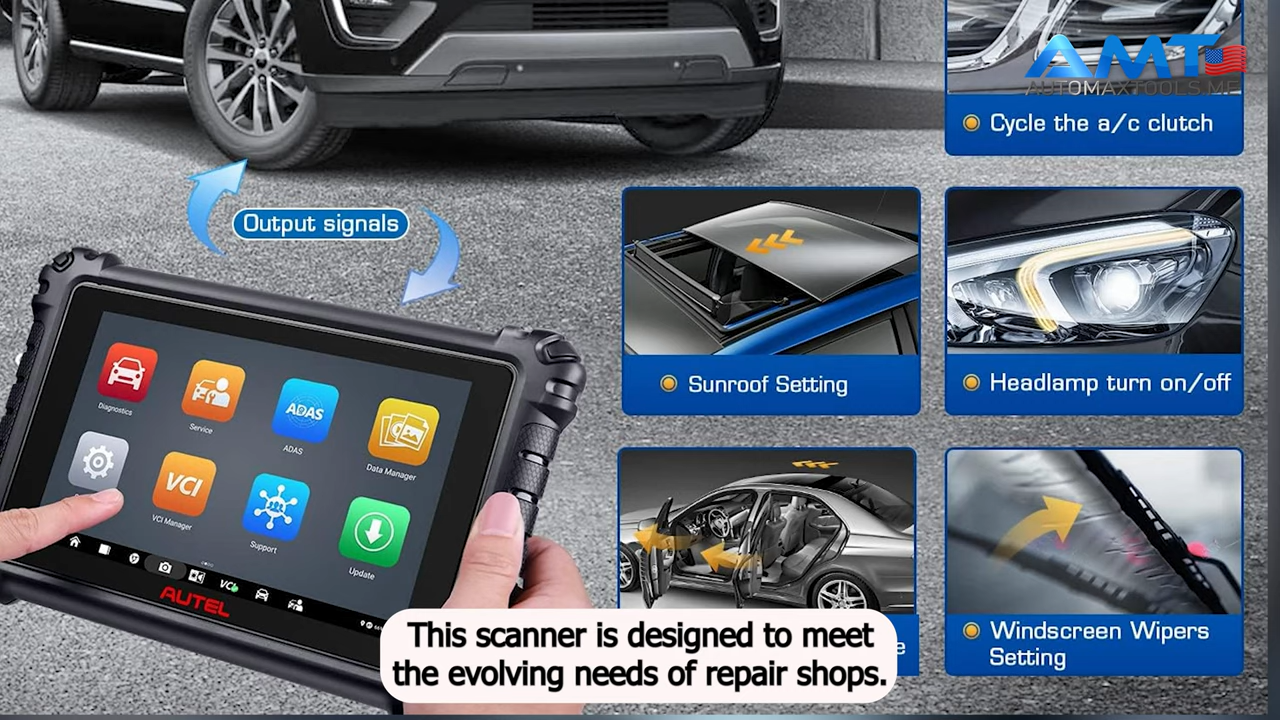 AMT
AUTOMAXTOOLS.ME
Cycle the a/c clutch
Output signals
Sunroof Setting
Headlamp turn on/off
Diagnostics
Service
ADAS
ADAS
Data Manager
VCI
VCI Manager
Support
Update
VCI
AUTEL
Windscreen Wipers
Setting
This scanner is designed to meet
the evolving needs of repair shops.